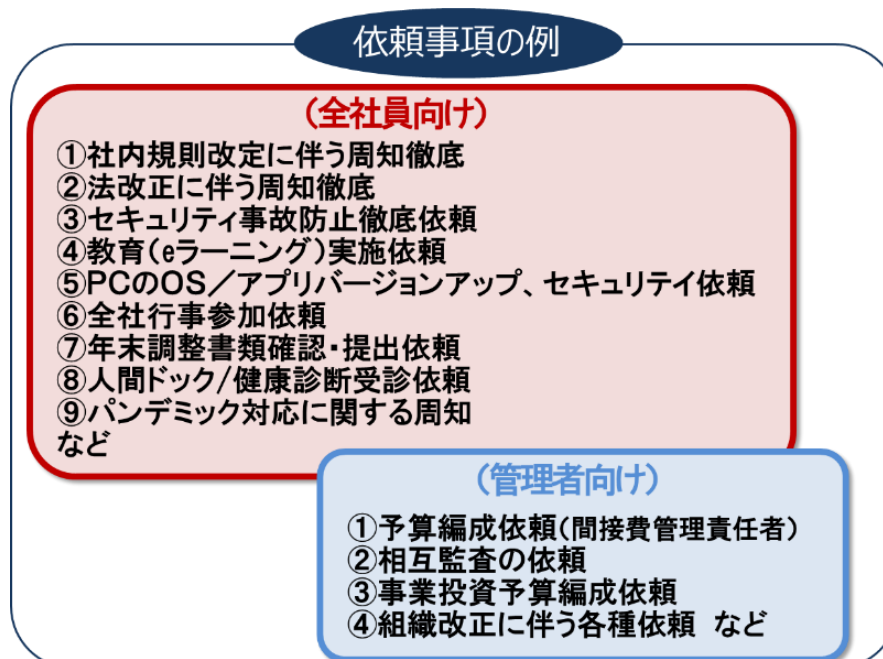 依頼事項の例
（全社員向け）
①社内規則改定に伴う周知徹底
②法改正に伴う周知徹底
③セキュリティ事故防止徹底依頼
④教育（eラーニング）実施依頼
⑤PCのOS／アプリバージョンアップ、セキュリテイ依頼
⑥全社行事参加依頼
⑦年末調整書類確認・提出依頼
⑧人間ドック/健康診断受診依頼
⑨パンデミック対応に関する周知
など
（管理者向け）
①予算編成依頼（間接費管理責任者）
②相互監査の依頼
③事業投資予算編成依頼
④組織改正に伴う各種依頼　など